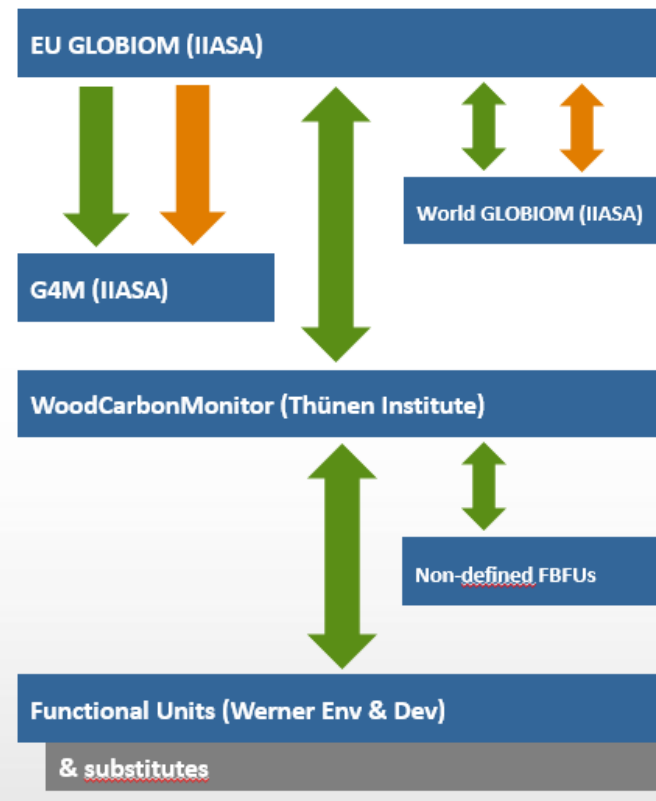 EU GLOBIOM (IIASA)
World GLOBIOM (IIASA)
G4M (IIASA)
WoodCarbonMonitor (Thünen Institute)
Non-defined FBFUs
Functional Units (Werner Env & Dev)
& substitutes